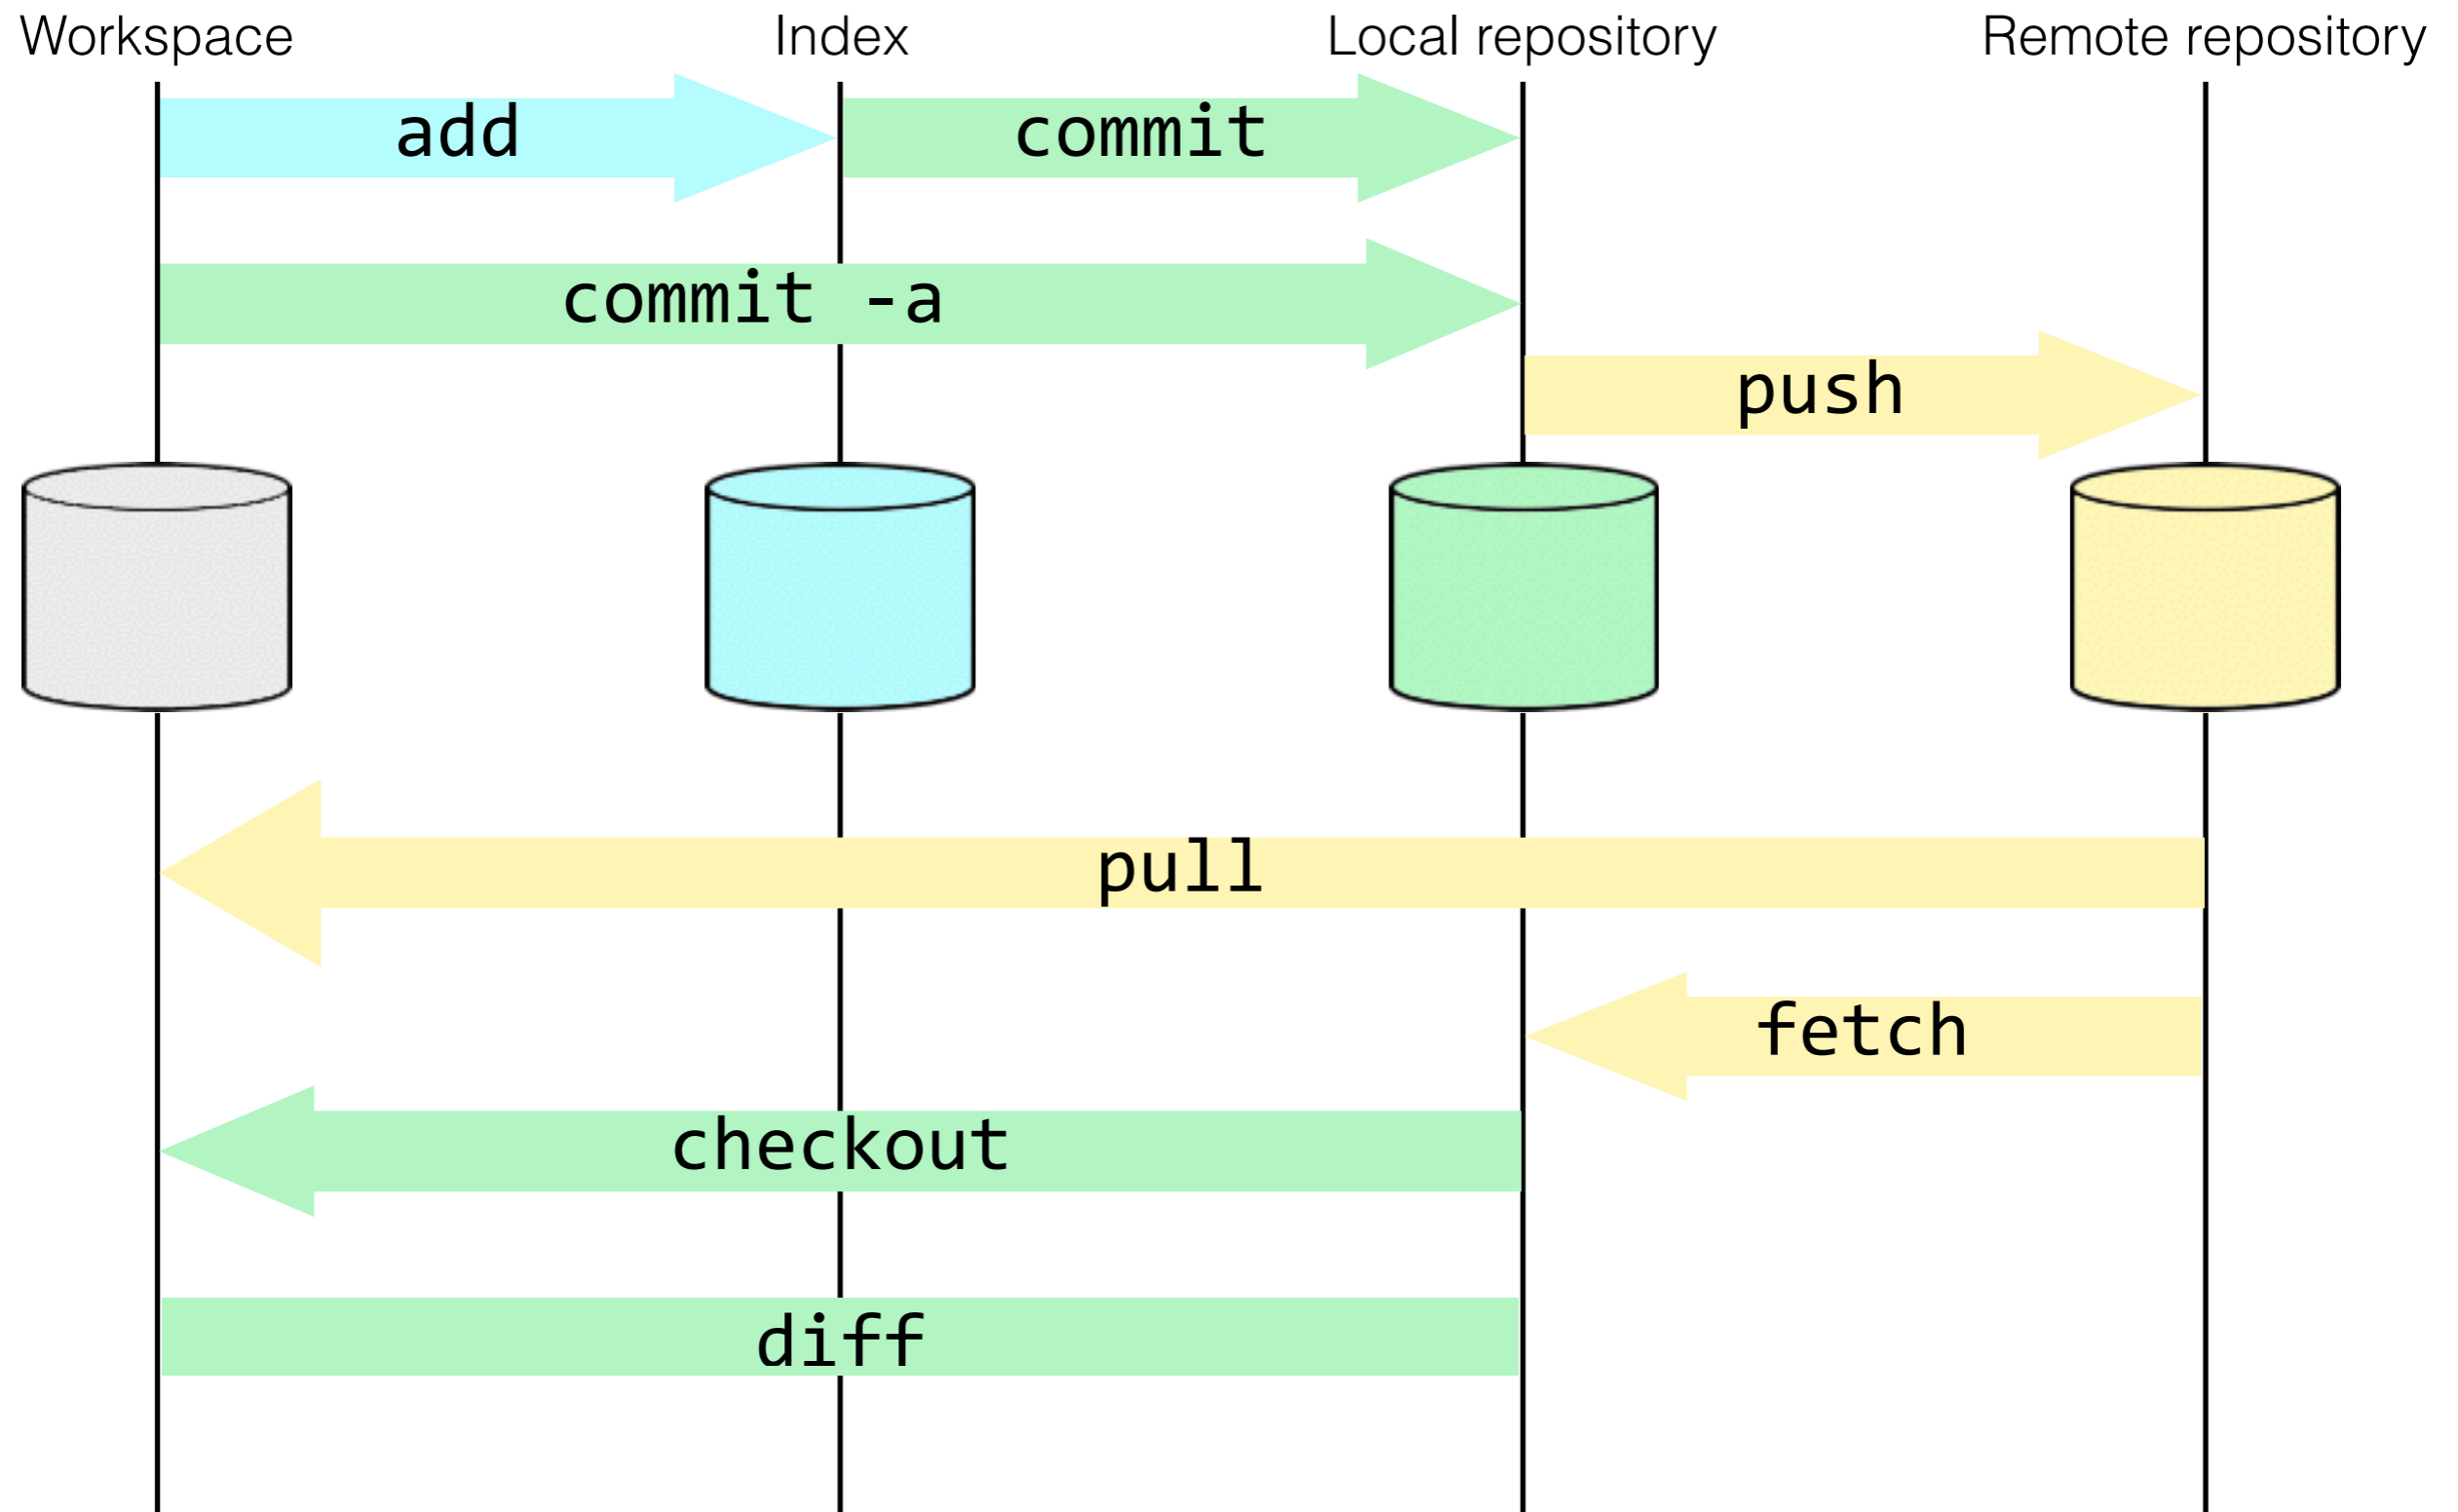 Workspace
Index
Local repository
Remote repository
add
commit
commit -a
push
pull
fetch
checkout
diff